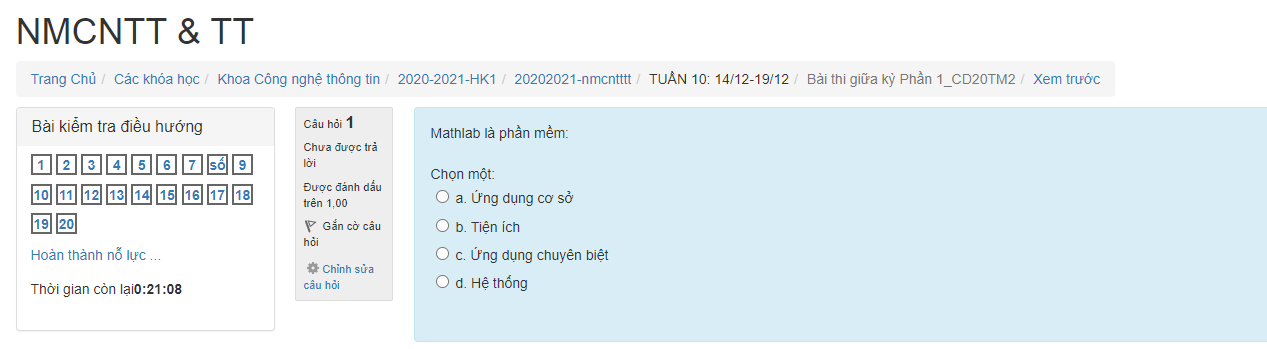 NMCNTT & TT
Trang Chủ / Các khóa học / Khoa Công nghệ thông tin / 2020-2021-HK1 / 20202021-nmcntttt / TUẦN 10: 14/12-19/12 / Bài thi giữa kỳ Phần 1_CD20TM2 / Xem trước
Bài kiểm tra điều hướng
1 2 3 4 5 6 7 số 9
10 11 12 13 14 15 16 17 18
19 20
Hoàn thành nỗ lực ...
Thời gian còn lại0:21:08
Câu hỏi 1
Chưa được trả
lời
Được đánh dấu
trên 1,00
Gắn cờ câu
hỏi
Chỉnh sửa
câu hỏi
Mathlab là phần mềm:
Chọn một:
a. Ứng dụng cơ sở
b. Tiện ích
c. Ứng dụng chuyên biệt
d. Hệ thống